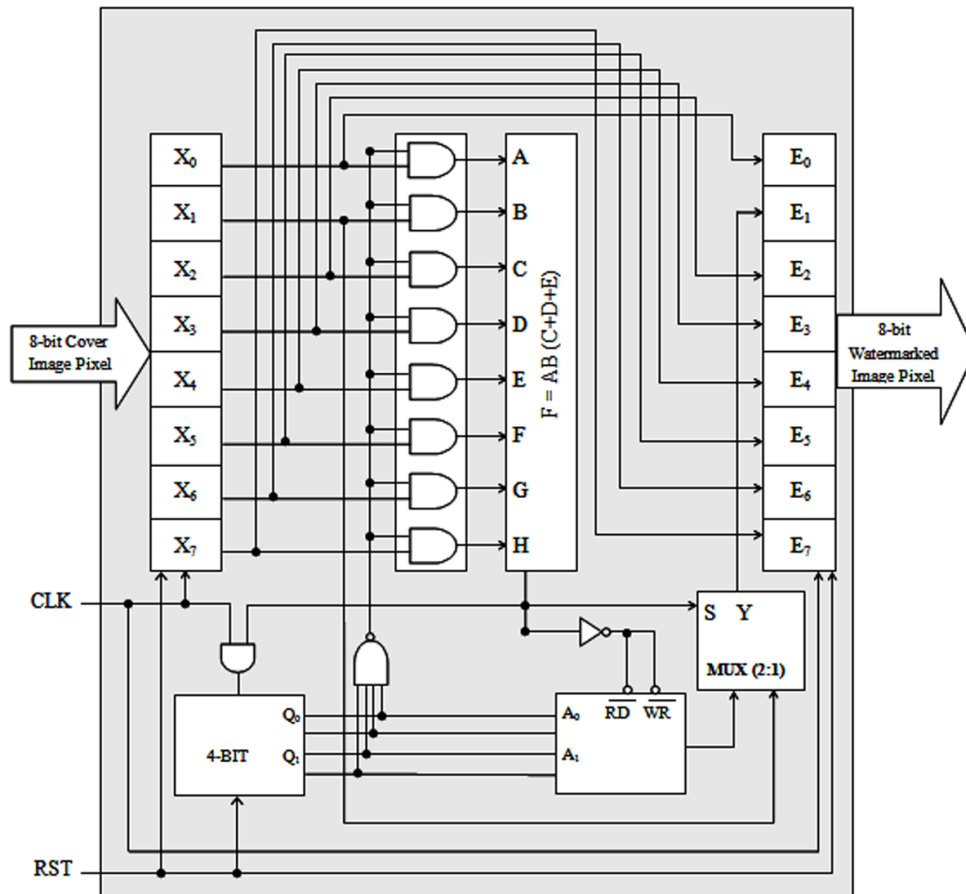 X₀
X₁
X₂
X₃
X₄
X₅
X₆
X₇
8-bit Cover
Image Pixel
A
B
C
D
E
F
G
H
F = AB (C+D+E)
E₀
E₁
E₂
E₃
E₄
E₅
E₆
E₇
8-bit
Watermarked
Image Pixel
CLK
S Y
MUX (2:1)
4-BIT
Q₀
Q₁
A₀
A₁
R̅D̅ W̅R̅
RST